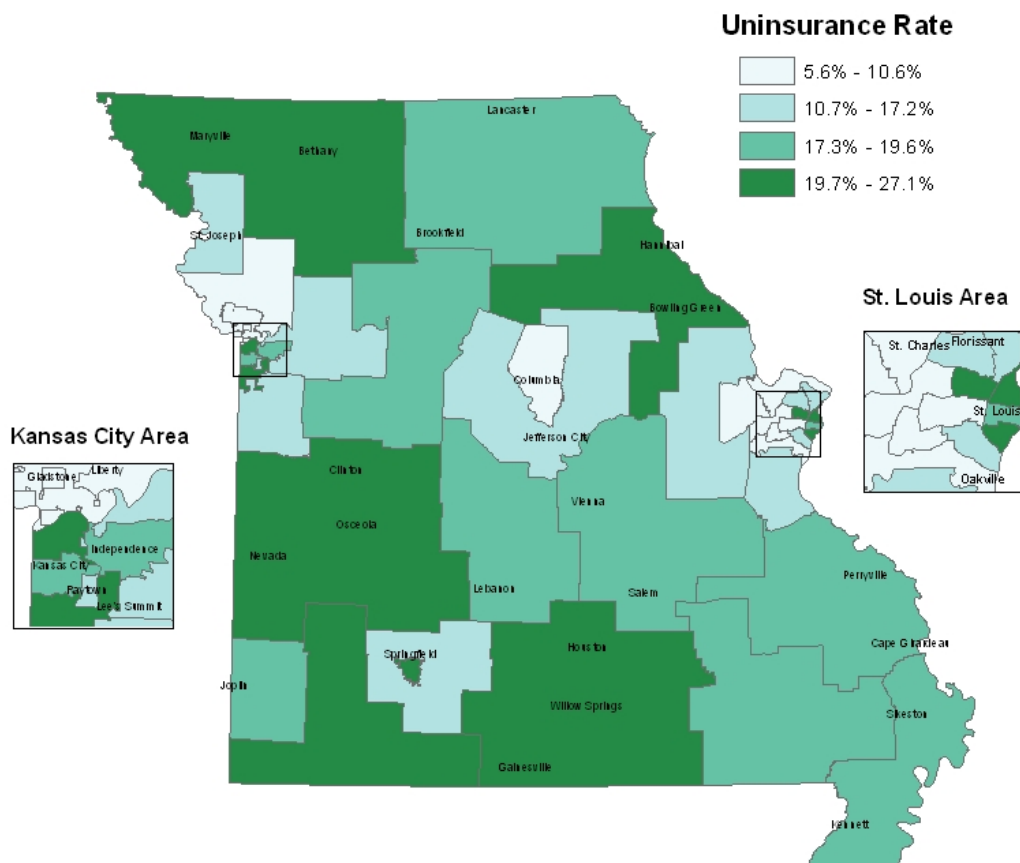 Uninsurance Rate
5.6% - 10.6%
10.7% - 17.2%
17.3% - 19.6%
19.7% - 27.1%
Lancaster
Maryville
Bethany
Brookfield
St. Joseph
Hannibal
Bowling Green
Columbia
Jefferson City
Clinton
Vienna
Osceola
Nevada
Lebanon
Salem
Perryville
Cape Girardeau
Houston
Springfield
Joplin
Willow Springs
Sikeston
Gainesville
Kennett
St. Louis Area
St. Charles
Florissant
St. Louis
Oakville
Kansas City Area
Liberty
Gladstone
Independence
Kansas City
Raytown
Lee's Summit